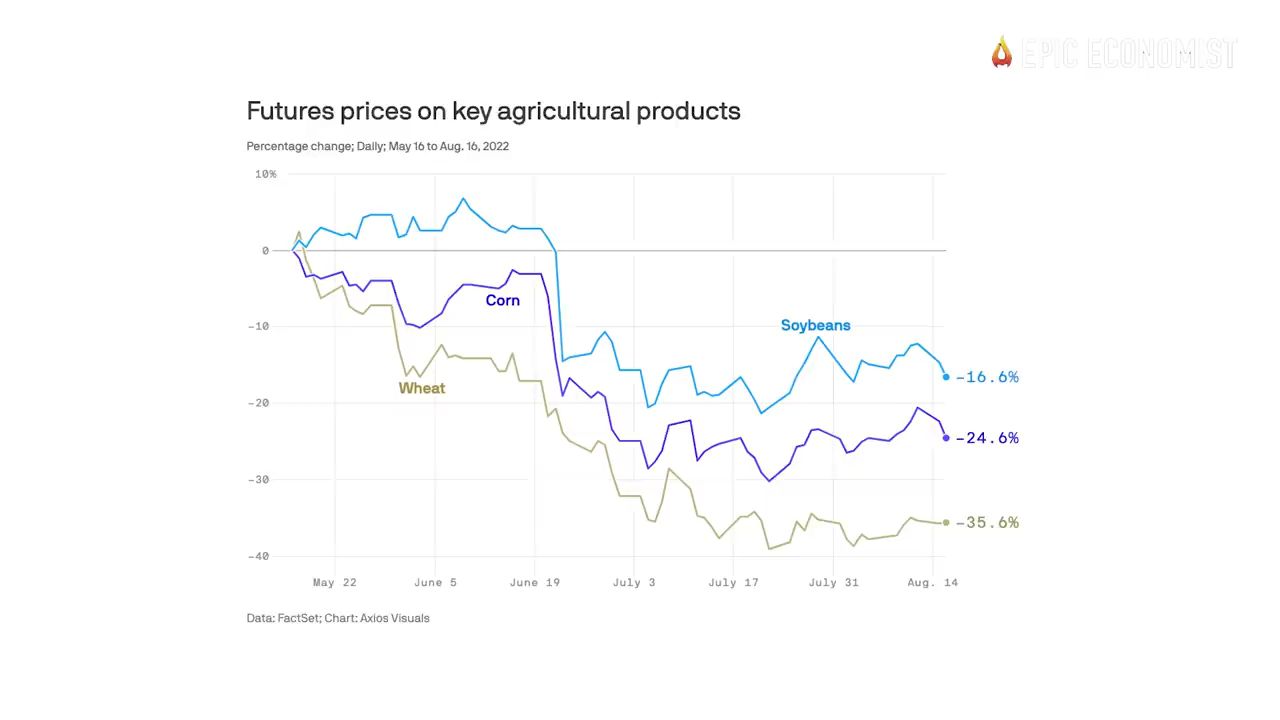 EPIC ECONOMIST
Futures prices on key agricultural products
Percentage change; Daily; May 16 to Aug. 16, 2022
10%
0
-10
-20
-30
-40
Corn
Wheat
Soybeans
-16.6%
-24.6%
-35.6%
May 22 June 5 June 19 July 3 July 17 July 31 Aug. 14
Data: FactSet; Chart: Axios Visuals